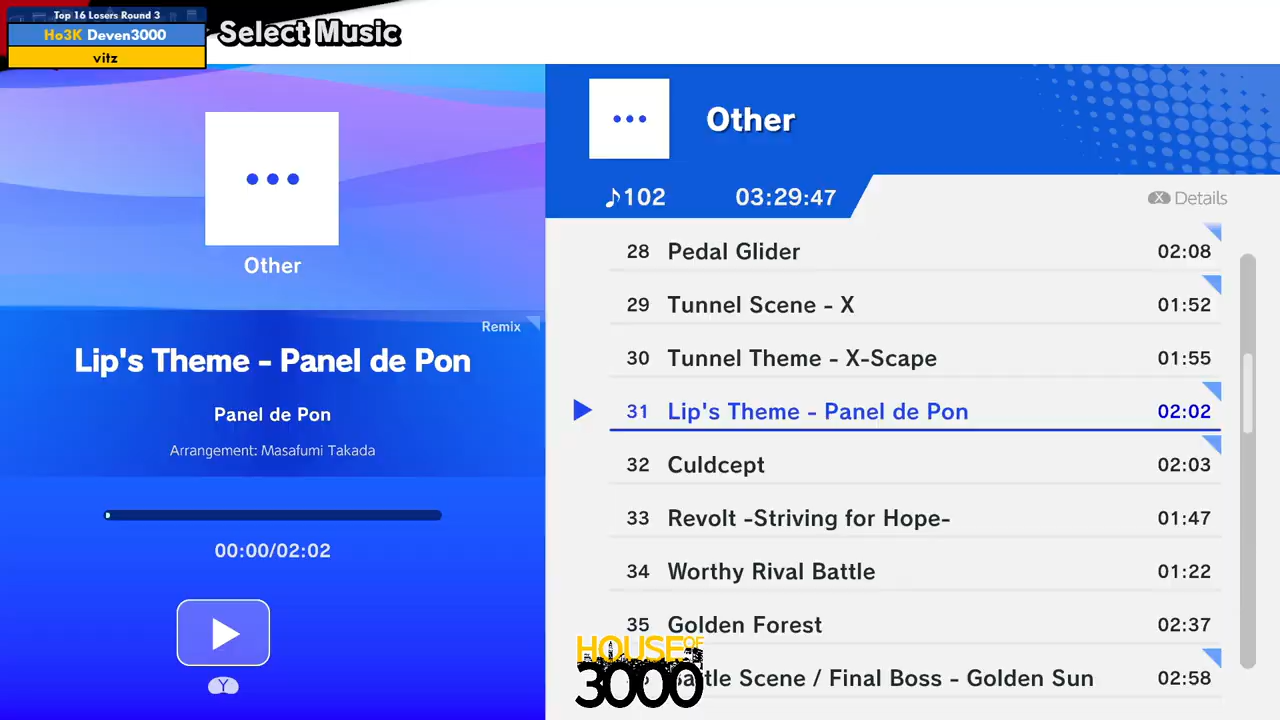 Top 16 Losers Round 3
Ho3K Deven3000
vitz
Select Music
Other
Remix
Lip's Theme - Panel de Pon
Panel de Pon
Arrangement: Masafumi Takada
00:00/02:02
Y
Other
102 03:29:47
X Details
28 Pedal Glider 02:08
29 Tunnel Scene - X 01:52
30 Tunnel Theme - X-Scape 01:55
31 Lip's Theme - Panel de Pon 02:02
32 Culdcept 02:03
33 Revolt -Striving for Hope- 01:47
34 Worthy Rival Battle 01:22
35 Golden Forest 02:37
Scene / Final Boss - Golden Sun 02:58
HOUSE OF
3000